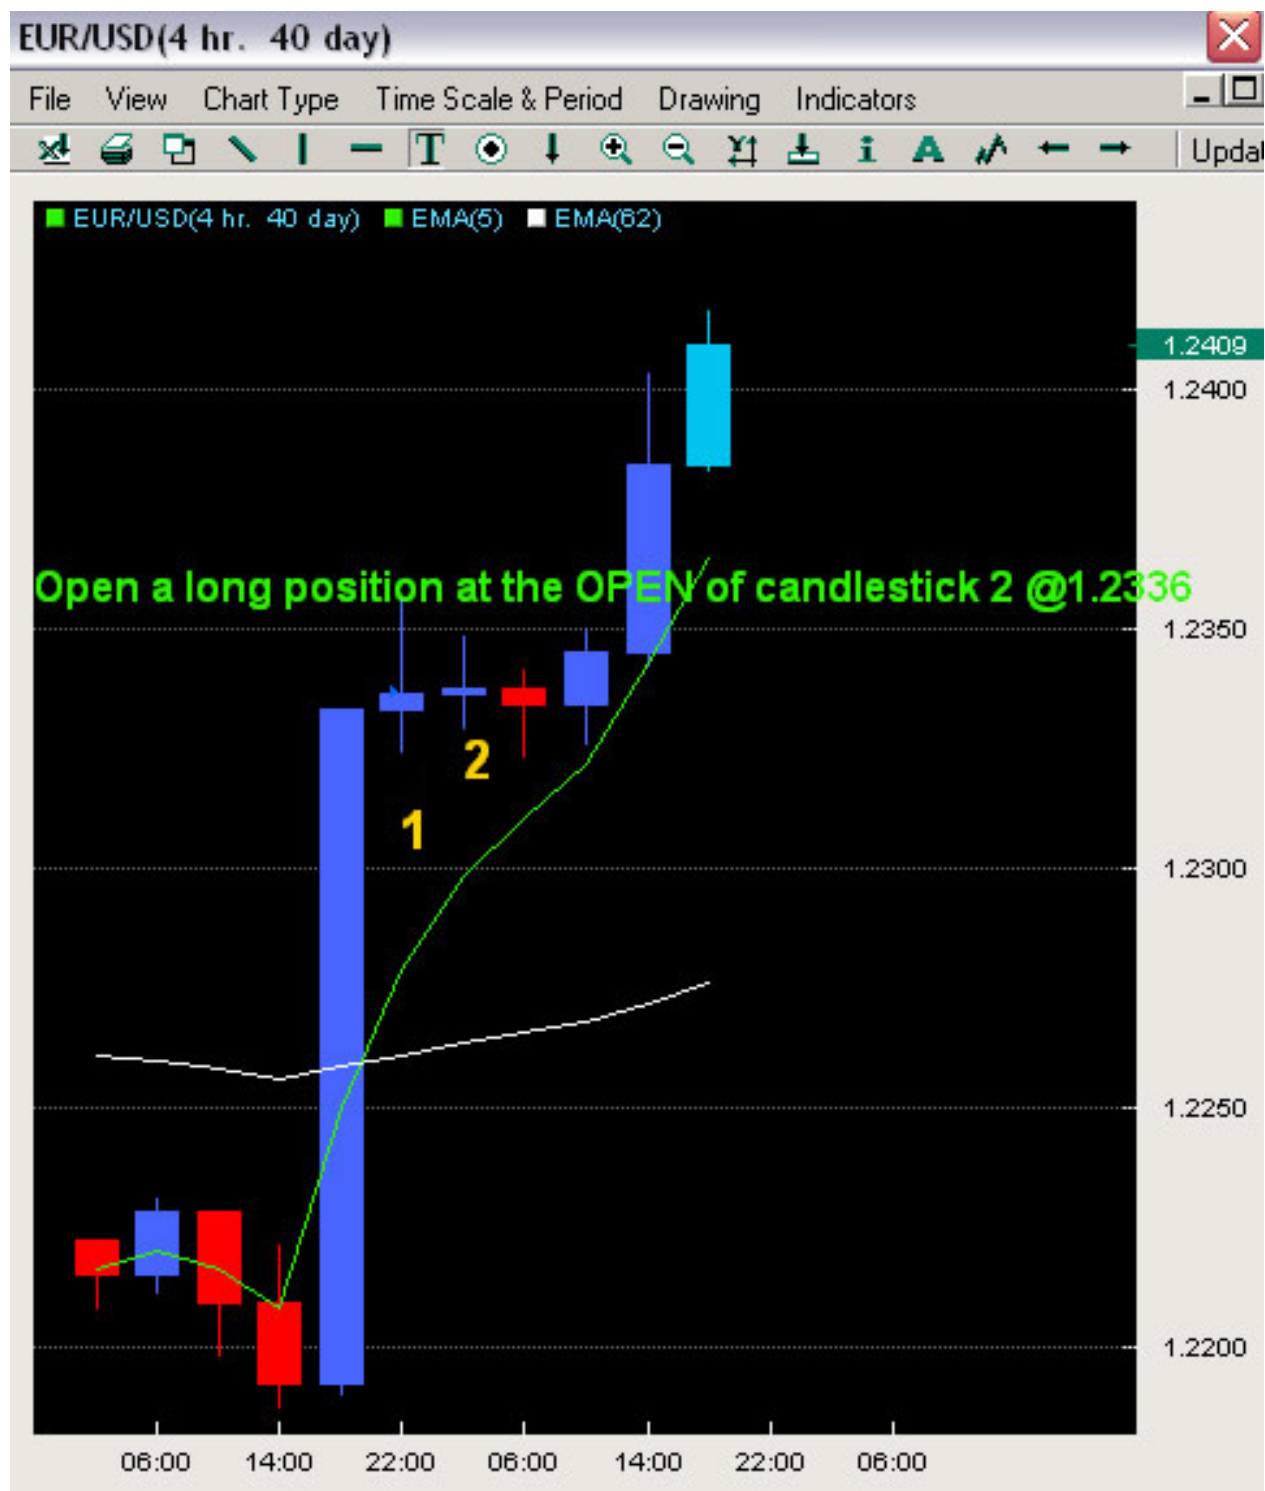 EUR/USD(4 hr. 40 day)
File View Chart Type Time Scale & Period Drawing Indicators
T i A Updat
EUR/USD(4 hr. 40 day) EMA(5) EMA(62)
1.2409
1.2400
Open a long position at the OPEN of candlestick 2 @1.2336
1.2350
2
1
1.2300
1.2250
1.2200
06:00 14:00 22:00 06:00 14:00 22:00 06:00